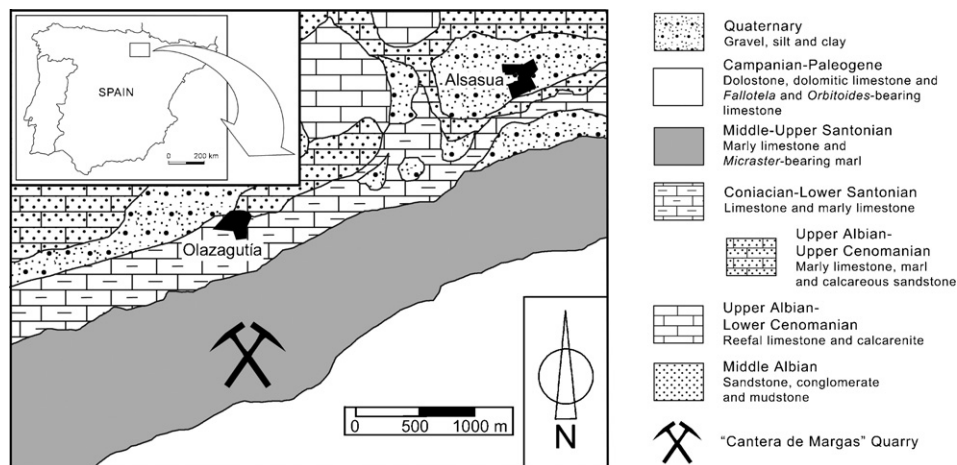 SPAIN
0 200 km
Alsasua
Olazagutía
0 500 1000 m
N
Quaternary
Gravel, silt and clay
Campanian-Paleogene
Dolostone, dolomitic limestone and
Fallotela and Orbitoides-bearing
limestone
Middle-Upper Santonian
Marly limestone and
Micraster-bearing marl
Coniacian-Lower Santonian
Limestone and marly limestone
Upper Albian-
Upper Cenomanian
Marly limestone, marl
and calcareous sandstone
Upper Albian-
Lower Cenomanian
Reefal limestone and calcarenite
Middle Albian
Sandstone, conglomerate
and mudstone
"Cantera de Margas" Quarry